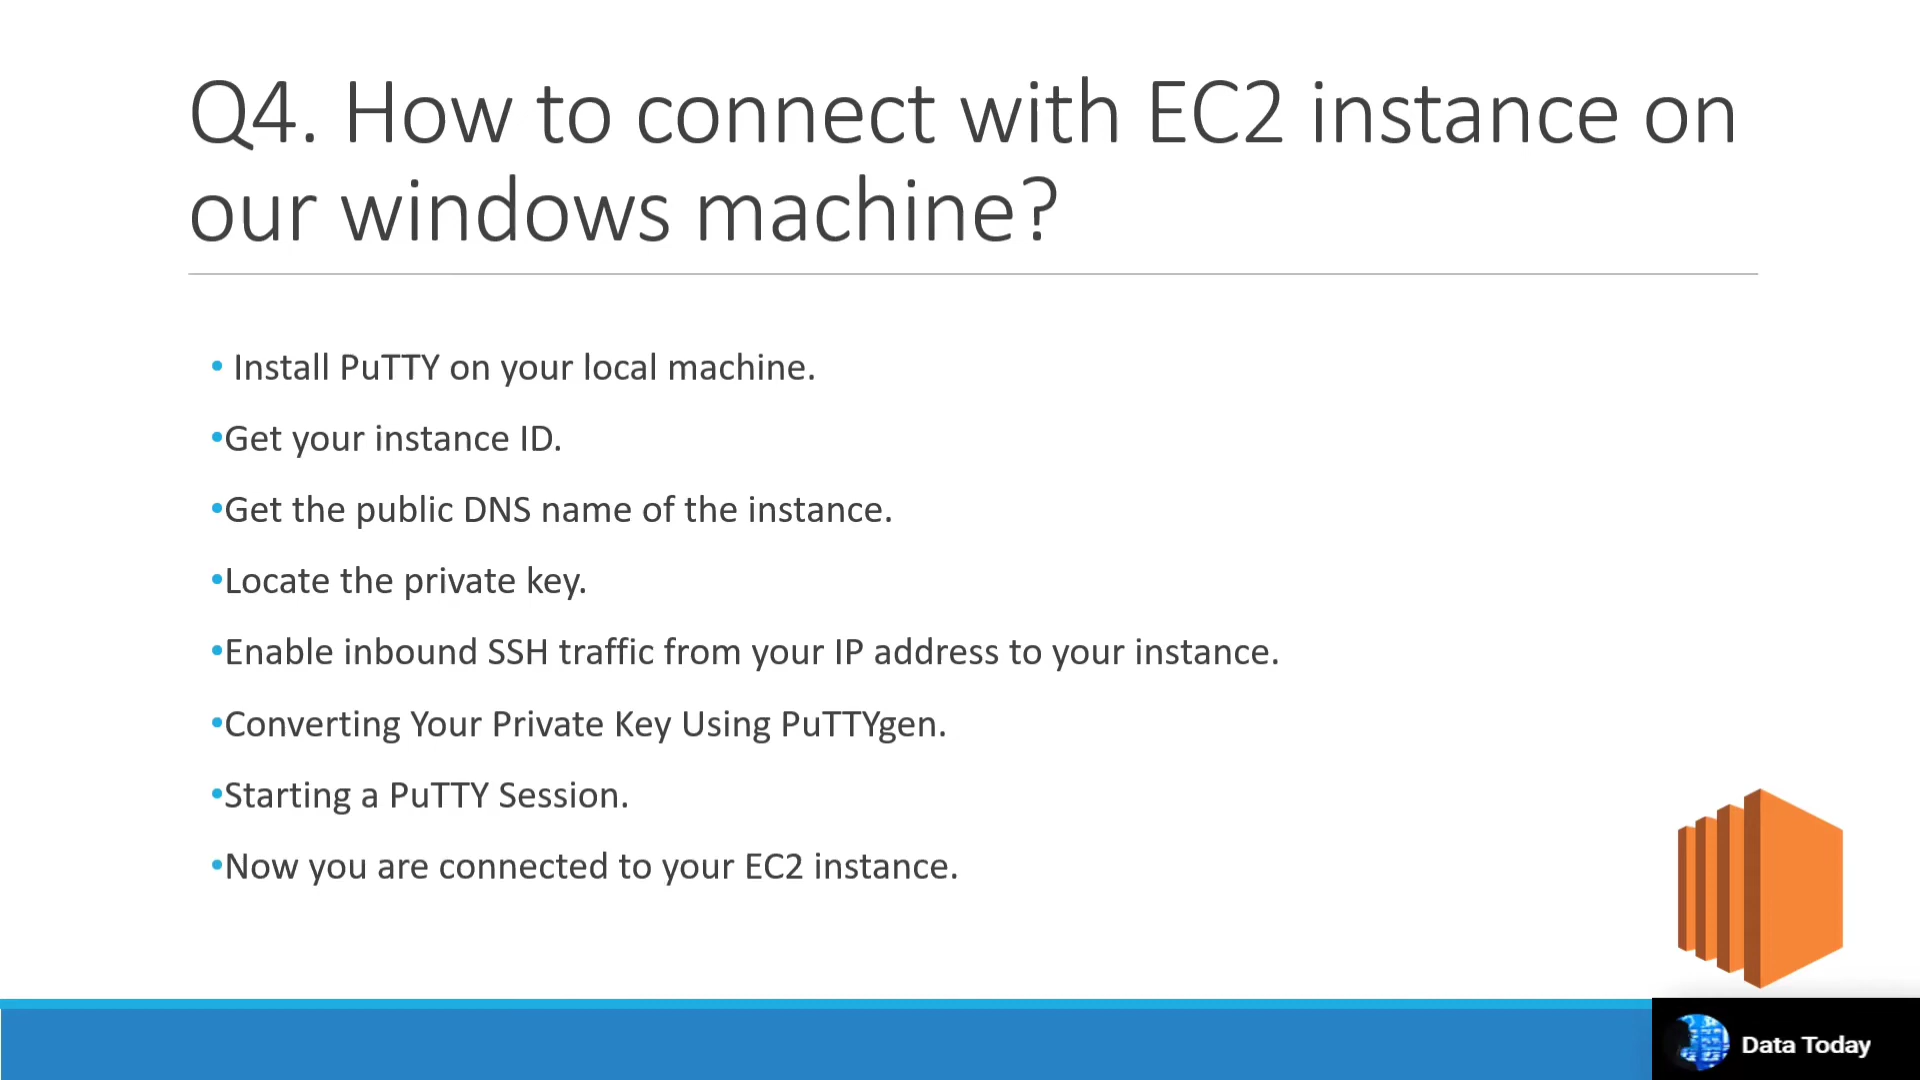 Q4. How to connect with EC2 instance on
our windows machine?
• Install PuTTY on your local machine.
•Get your instance ID.
•Get the public DNS name of the instance.
•Locate the private key.
•Enable inbound SSH traffic from your IP address to your instance.
•Converting Your Private Key Using PuTTYgen.
•Starting a PuTTY Session.
•Now you are connected to your EC2 instance.
Data Today